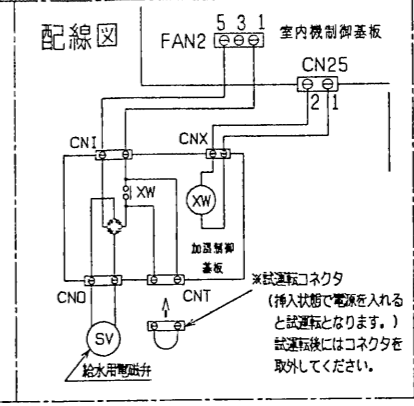 配線図
FAN2
5 3 1
室内機制御基板
CN25
2 1
CNI
CNX
XW
XW
加湿制御
基板
CNO
CNT
※試運転コネクタ
(挿入状態で電源を入れる
と試運転となります。)
試運転後にはコネクタを
取外してください。
SV
給水用電磁弁